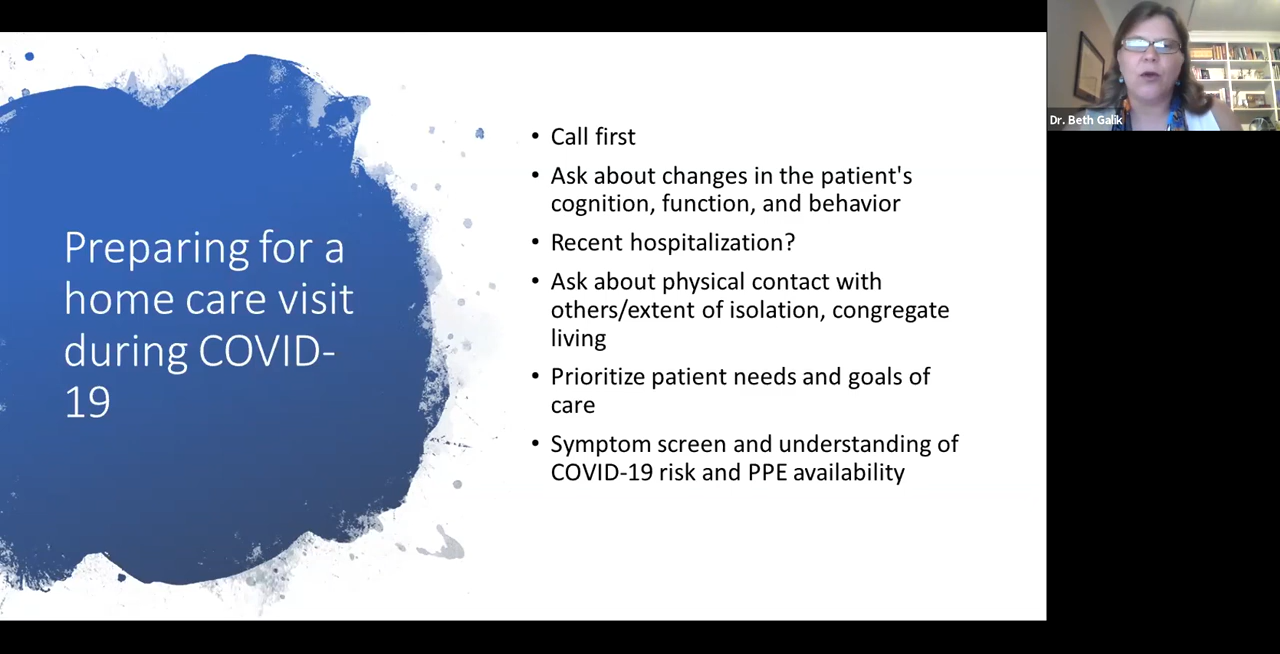 Preparing for a
home care visit
during COVID-
19
• Call first
• Ask about changes in the patient's
cognition, function, and behavior
• Recent hospitalization?
• Ask about physical contact with
others/extent of isolation, congregate
living
• Prioritize patient needs and goals of
care
• Symptom screen and understanding of
COVID-19 risk and PPE availability
Dr. Beth Galik